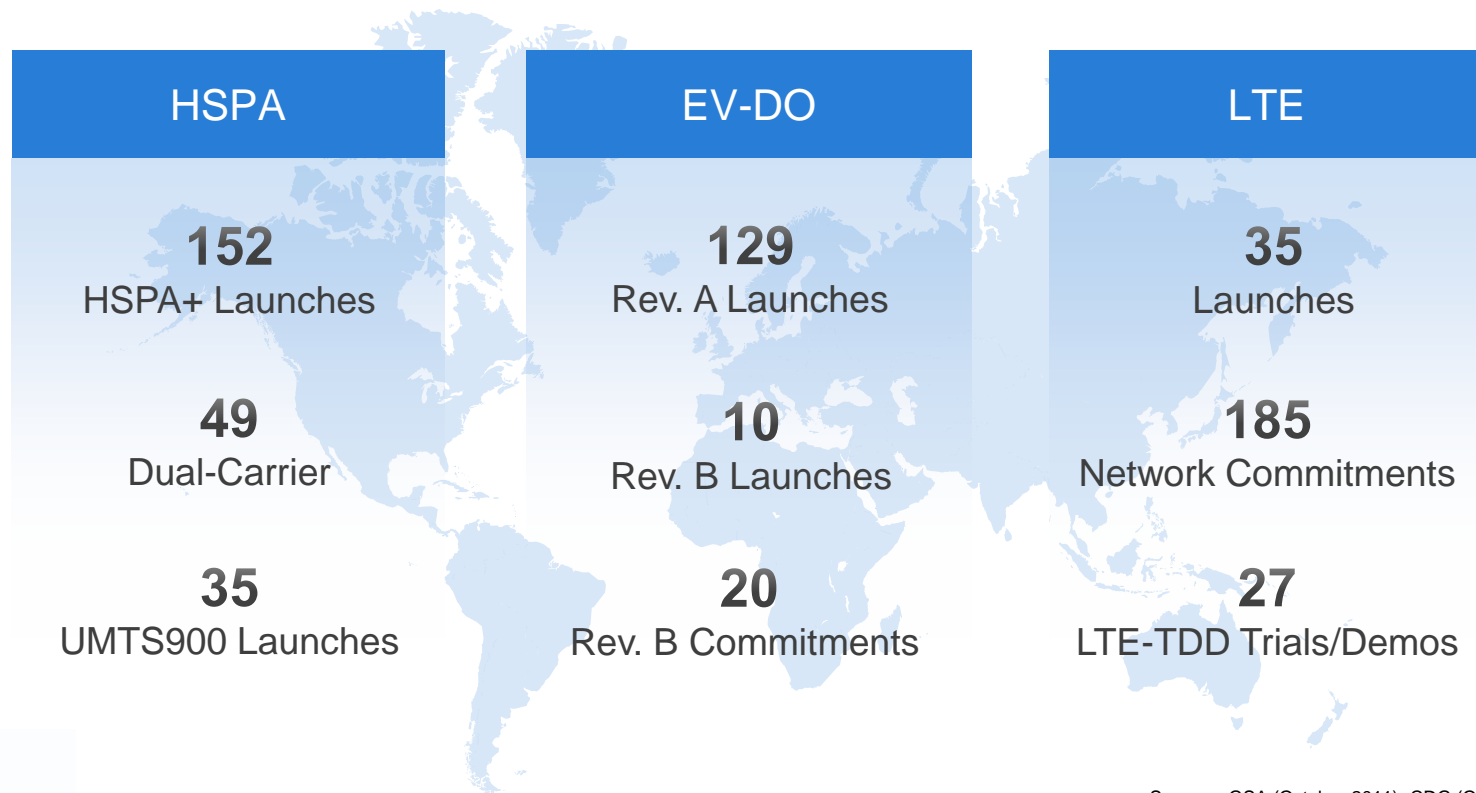 HSPA
152
HSPA+ Launches
49
Dual-Carrier
35
UMTS900 Launches
EV-DO
129
Rev. A Launches
10
Rev. B Launches
20
Rev. B Commitments
LTE
35
Launches
185
Network Commitments
27
LTE-TDD Trials/Demos